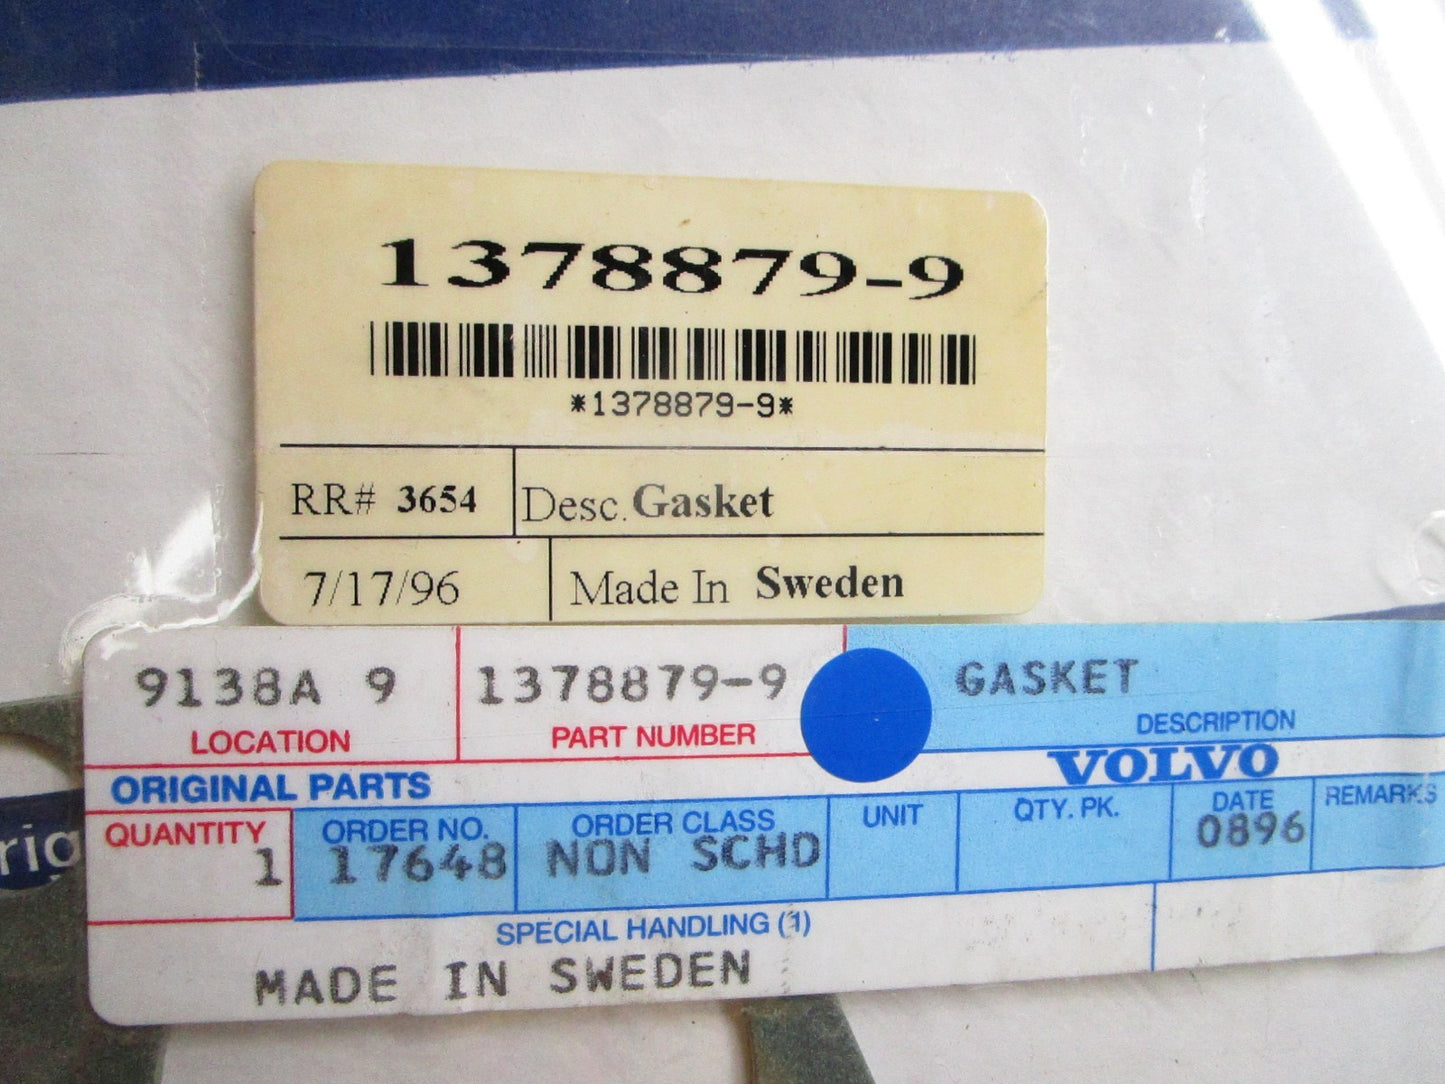 1378879-9
*1378879-9*
RR# 3654 Desc. Gasket
7/17/96 Made In Sweden
9138A 9 1378879-9 GASKET
LOCATION PART NUMBER DESCRIPTION
ORIGINAL PARTS VOLVO
QUANTITY ORDER NO. ORDER CLASS UNIT QTY. PK. DATE REMARKS
1 17648 NON SCHD 0896
SPECIAL HANDLING (1)
MADE IN SWEDEN
rig